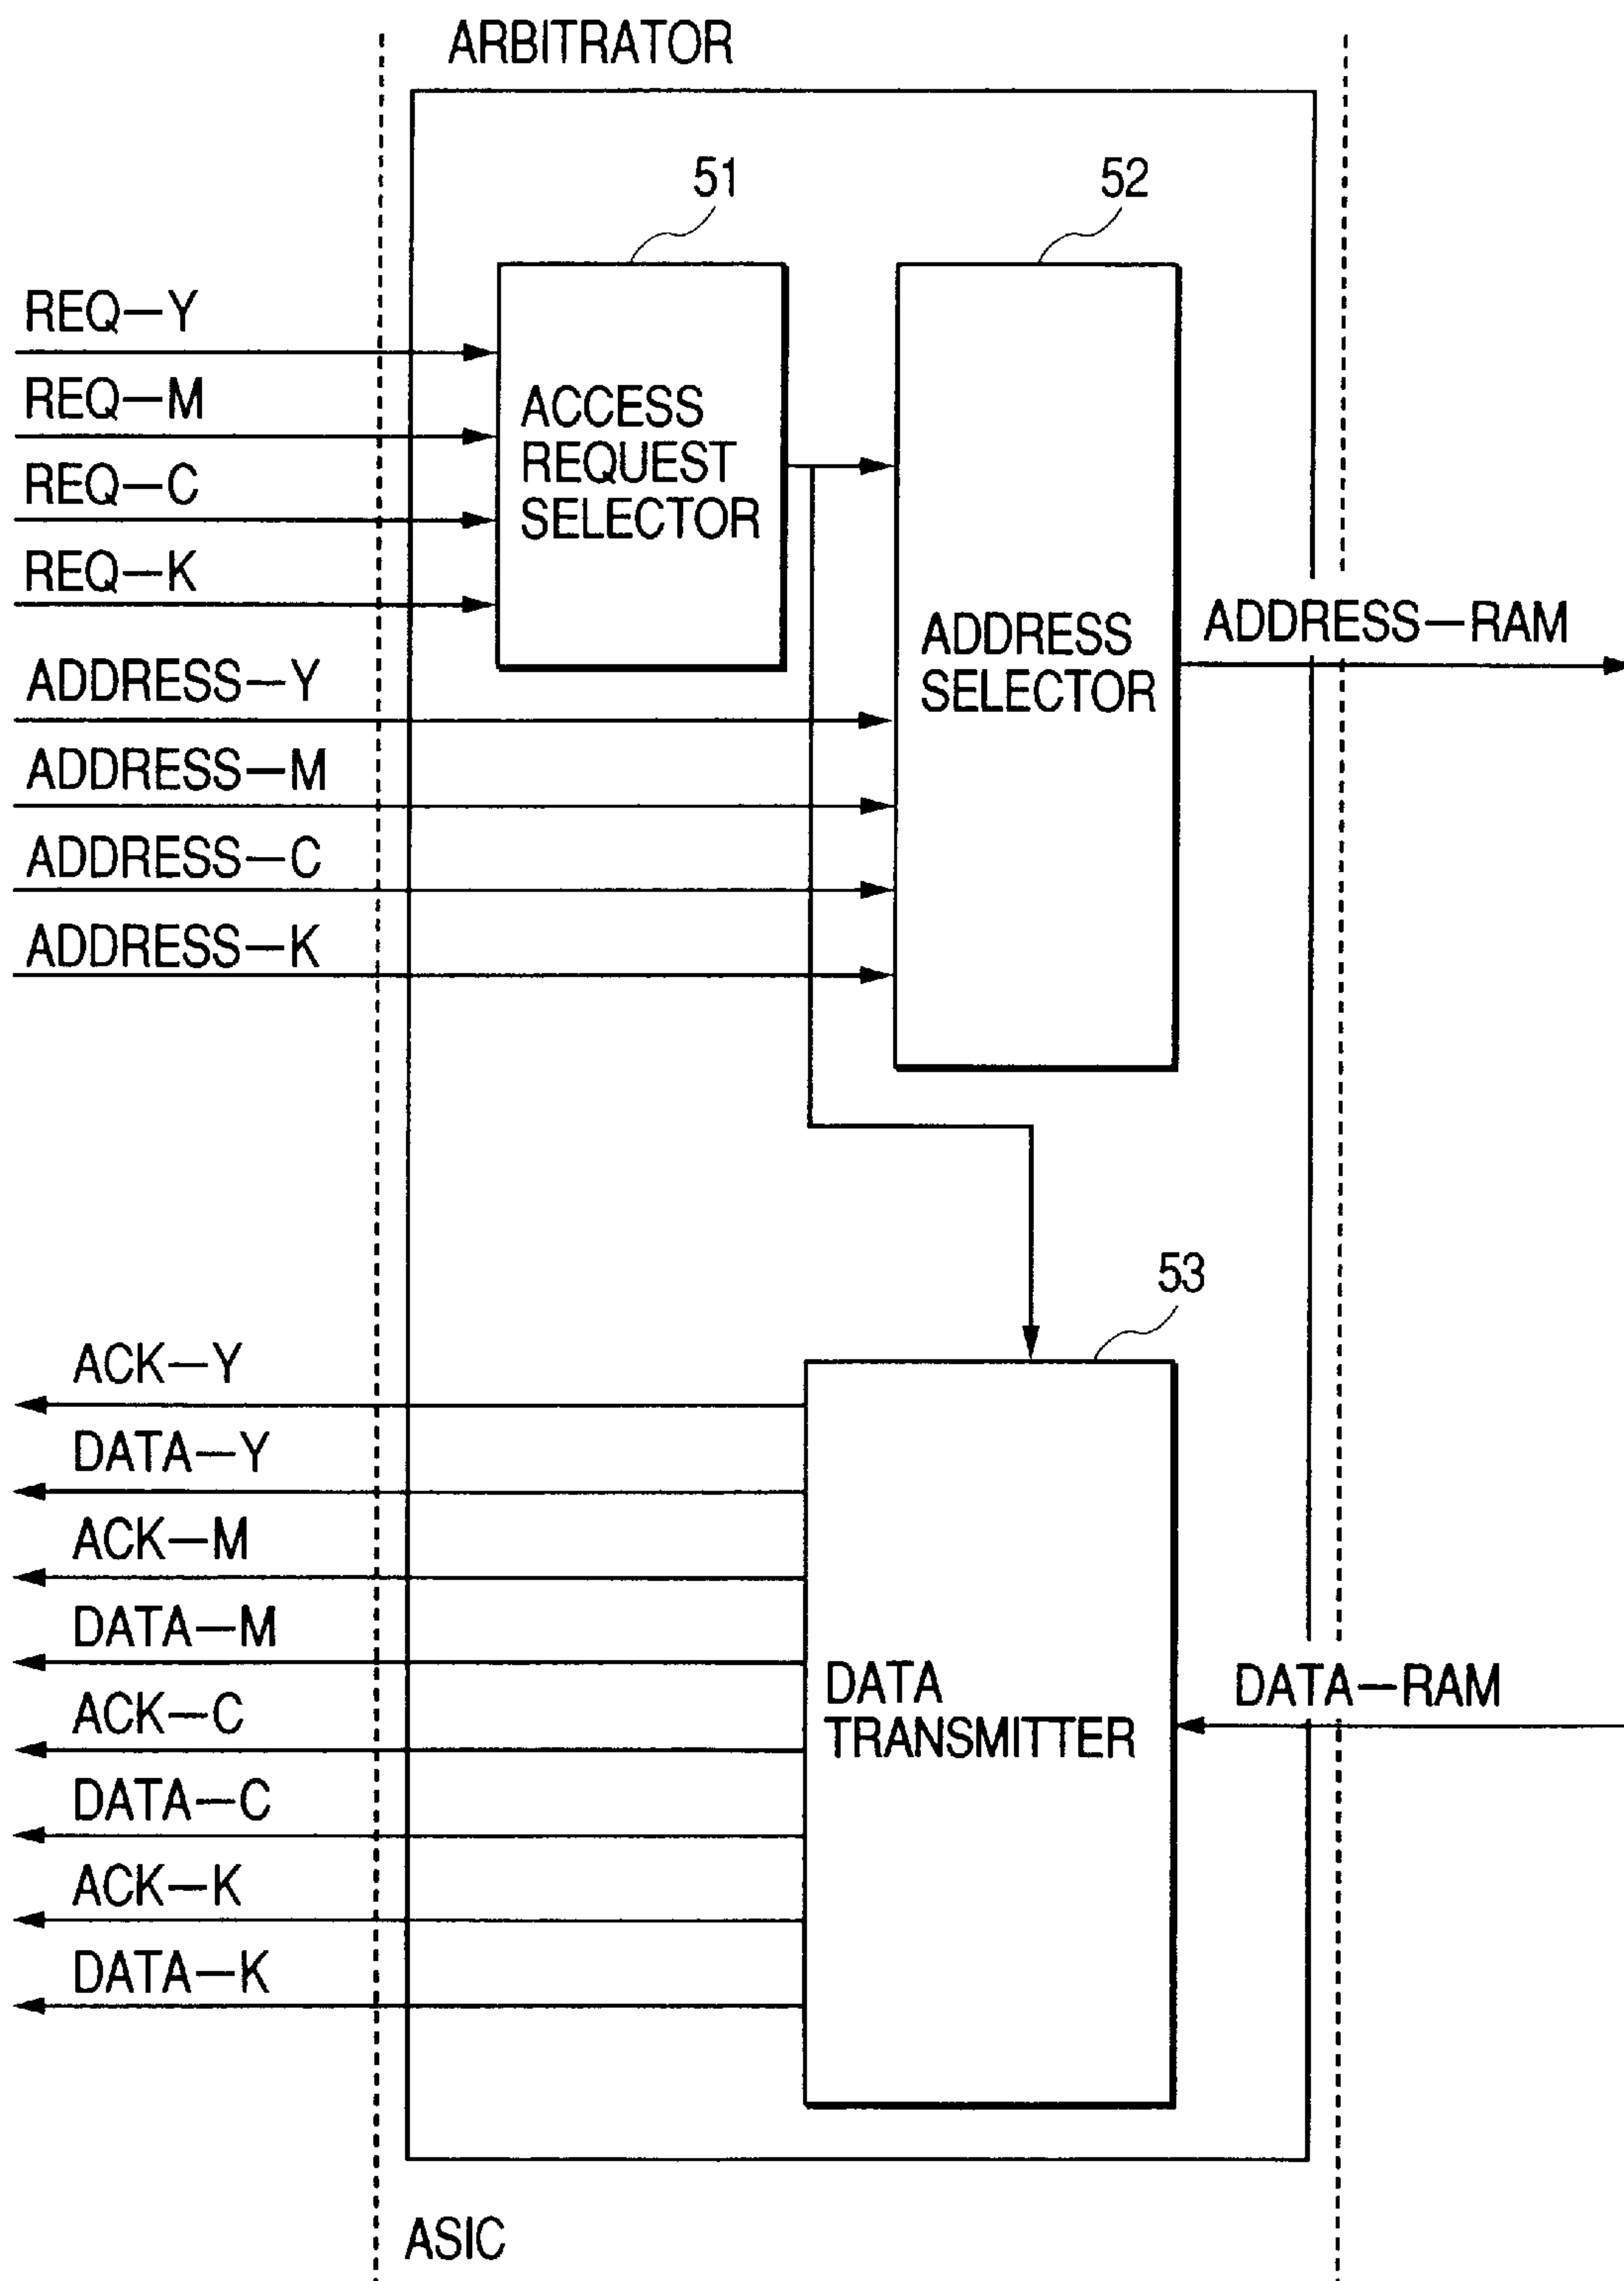 ARBITRATOR
51
52
REQ—Y
REQ—M
REQ—C
REQ—K
ACCESS
REQUEST
SELECTOR
ADDRESS—Y
ADDRESS—M
ADDRESS—C
ADDRESS—K
ADDRESS
SELECTOR
ADDRESS—RAM
53
ACK—Y
DATA—Y
ACK—M
DATA—M
ACK—C
DATA—C
ACK—K
DATA—K
DATA
TRANSMITTER
DATA—RAM
ASIC